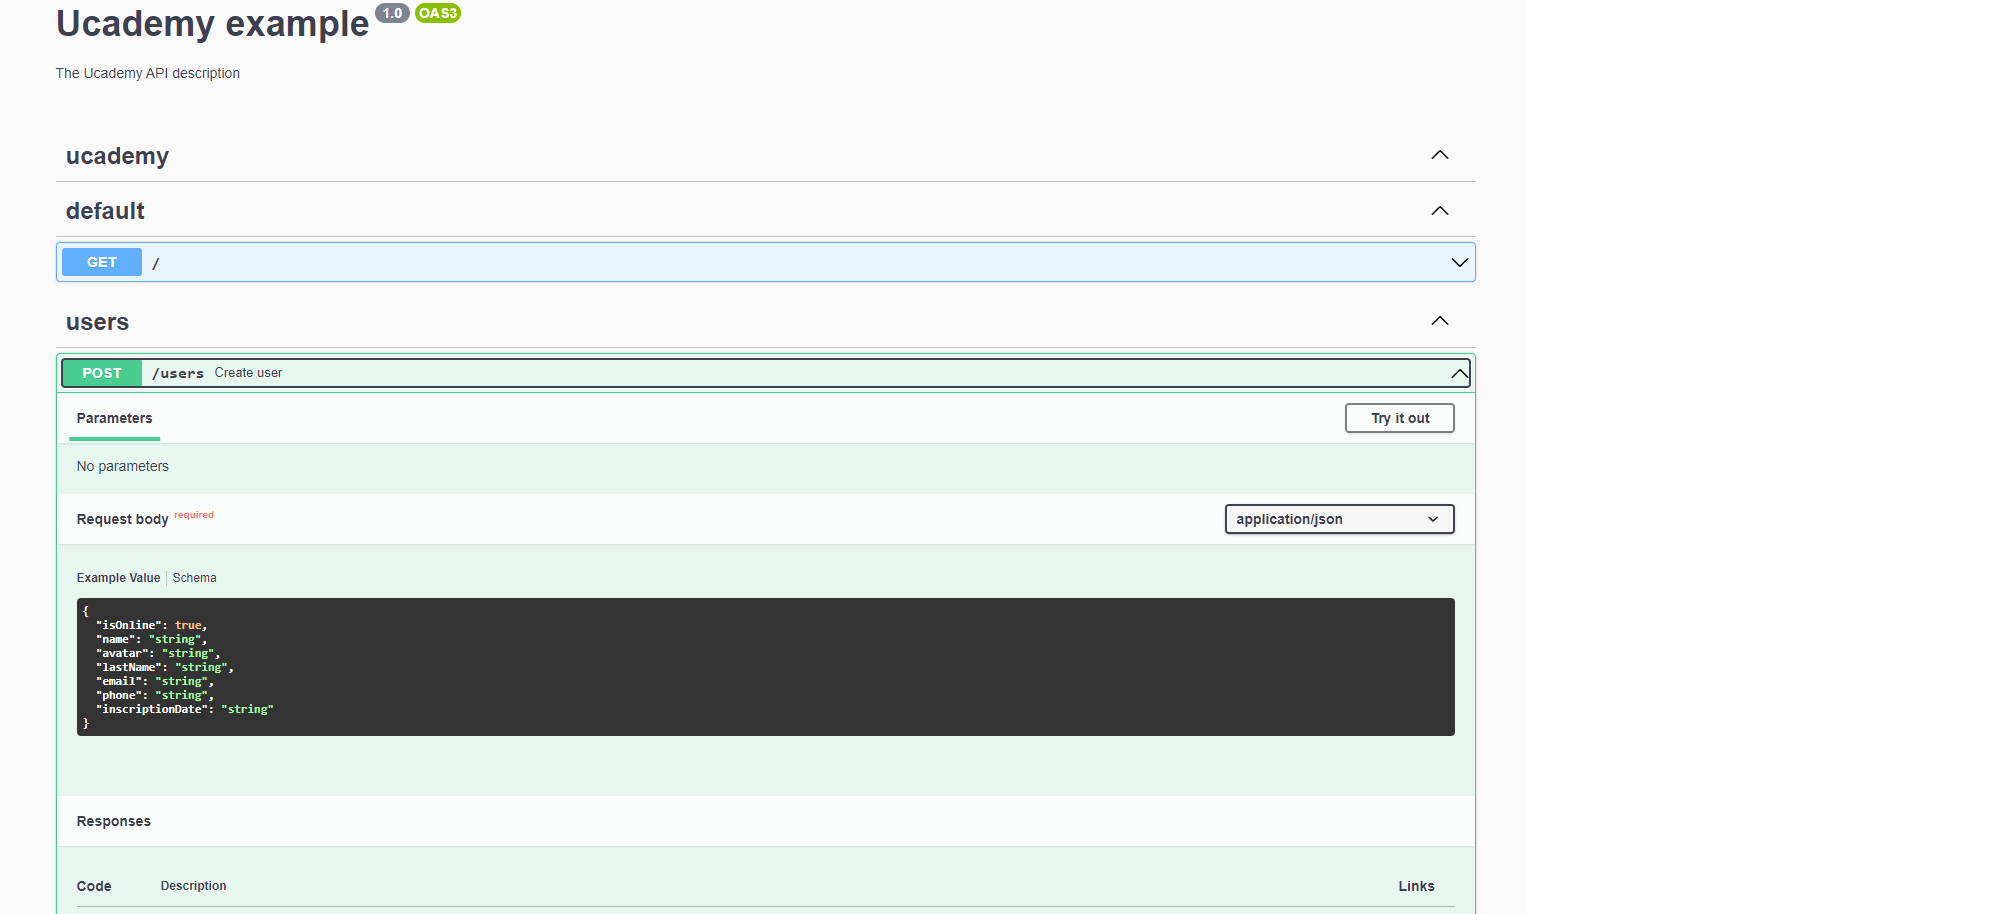 Ucademy example 1.0 OAS3
The Ucademy API description
ucademy
default
GET /
users
POST /users Create user
Parameters Try it out
No parameters
Request body required application/json
Example Value Schema
{
"isOnline": true,
"name": "string",
"avatar": "string",
"lastName": "string",
"email": "string",
"phone": "string",
"inscriptionDate": "string"
}
Responses
Code Description Links